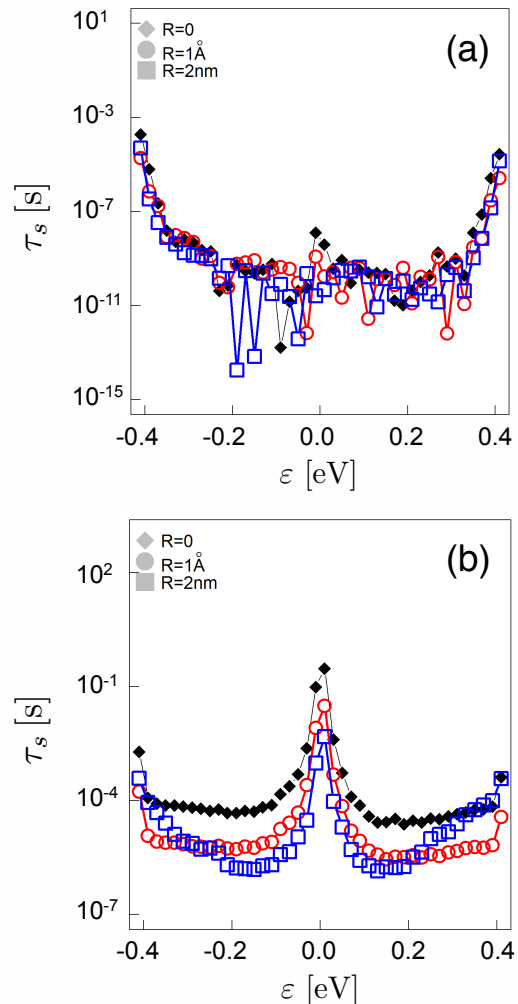 10^1
R=0
R=1Å
R=2nm
(a)
10^-3
10^-7
10^-11
10^-15
τ_s [s]
-0.4 -0.2 0.0 0.2 0.4
ε [eV]
R=0
R=1Å
R=2nm
(b)
10^2
10^-1
10^-4
10^-7
τ_s [s]
-0.4 -0.2 0.0 0.2 0.4
ε [eV]